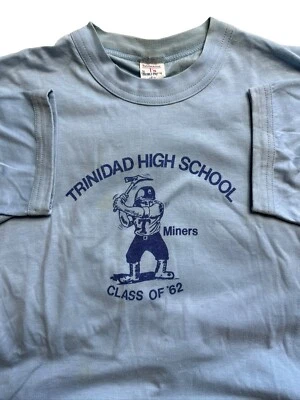 TRINIDAD HIGH SCHOOL
T
Miners
CLASS OF '62